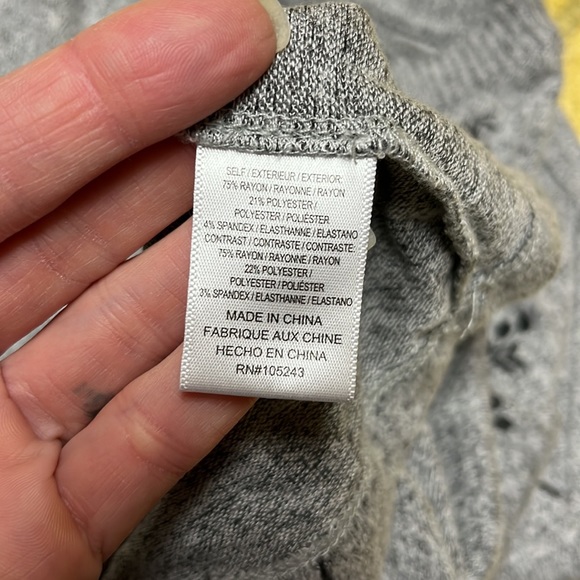 SELF / EXTERIEUR / EXTERIOR:
75% RAYON / RAYONNE / RAYON
21% POLYESTER /
POLYESTER / POLIÉSTER
4% SPANDEX / ELASTHANNE / ELASTANO
CONTRAST / CONTRASTE / CONTRASTE:
75% RAYON / RAYONNE / RAYON
22% POLYESTER /
POLYESTER / POLIÉSTER
3% SPANDEX / ELASTHANNE / ELASTANO
MADE IN CHINA
FABRIQUE AUX CHINE
HECHO EN CHINA
RN#105243